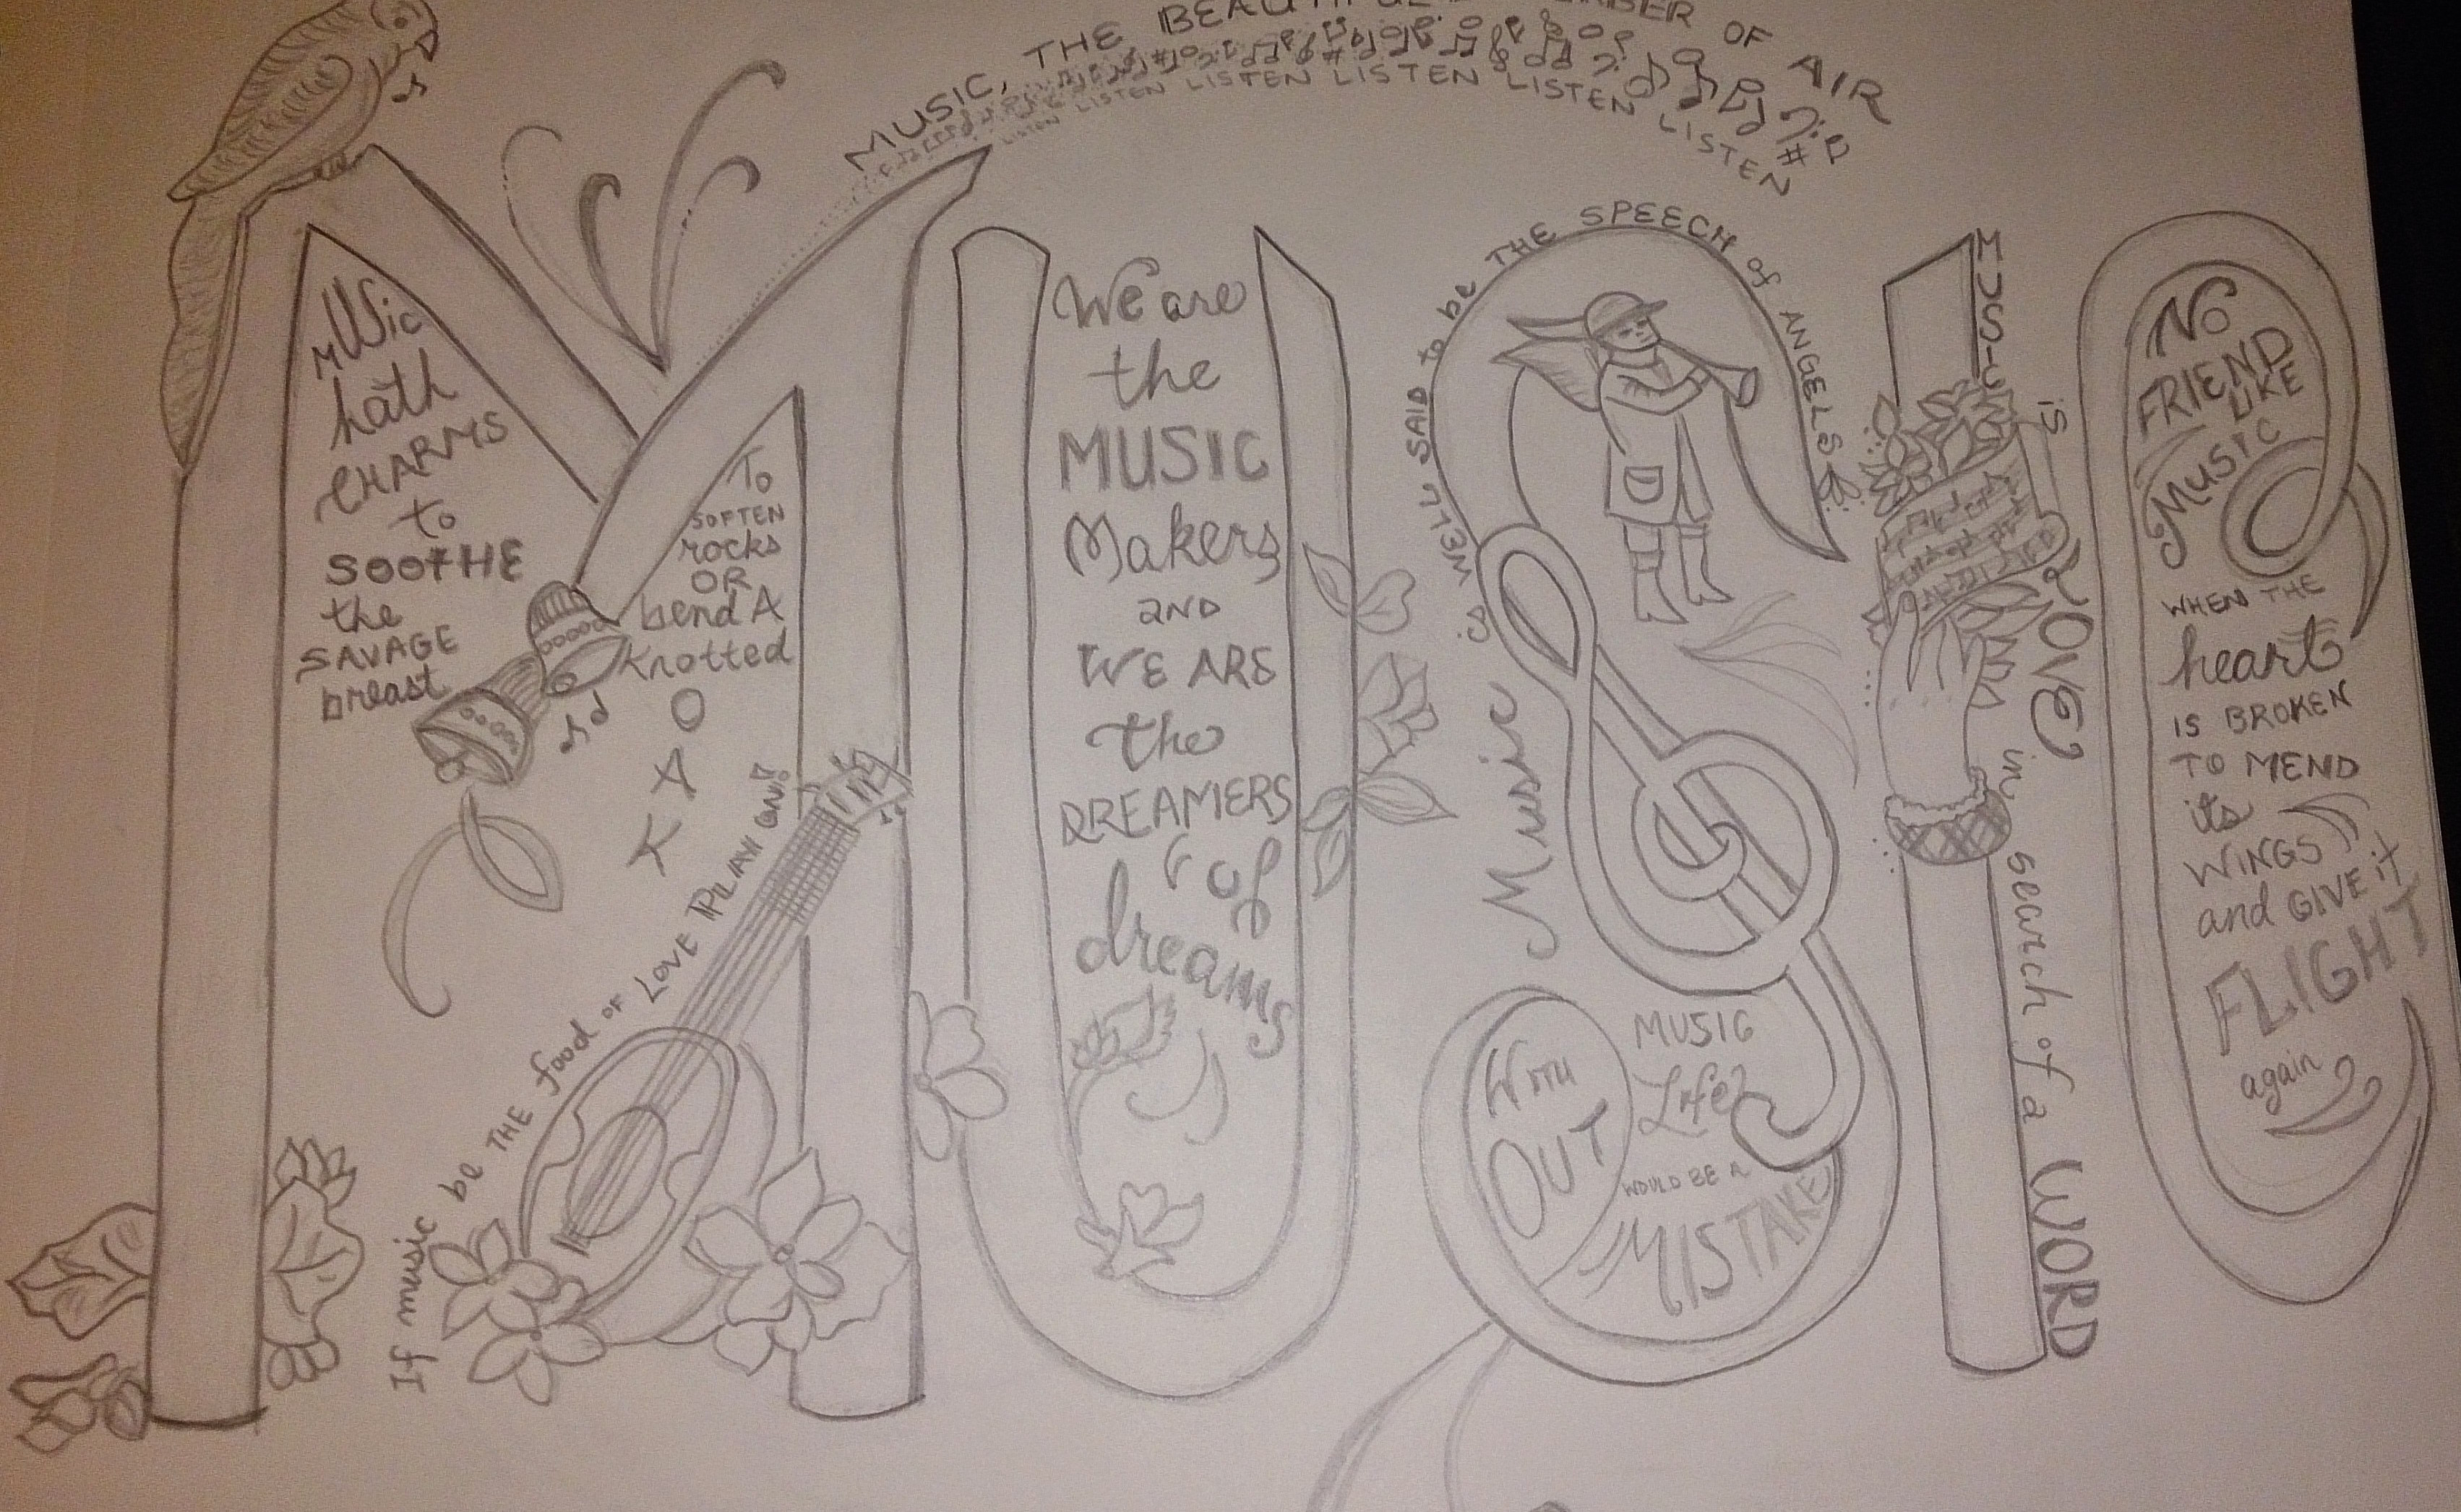 MUSIC, THE BEAUTIFUL OF AIR
LISTEN LISTEN LISTEN LISTEN LISTEN LISTEN LISTEN
MUSic
hath
CHARMS
to
SOOTHE
the
SAVAGE
breast
To
SOFTEN
rocks
OR
bend A
Knotted
O
A
K
If music be THE food OF LOVE PLAY ON!
We are
the
MUSIC
Makers
AND
WE ARE
the
DREAMERS
of
dreams
Music is WELL SAID to be THE SPEECH of ANGELS
WITH
OUT
MUSIC
Life
WOULD BE A
MISTAKE
MUSIC is LOVE in search of a WORD
NO
FRIEND
LIKE
MUSIC
WHEN THE
heart
IS BROKEN
TO MEND
its
WINGS
and GIVE it
FLIGHT
again